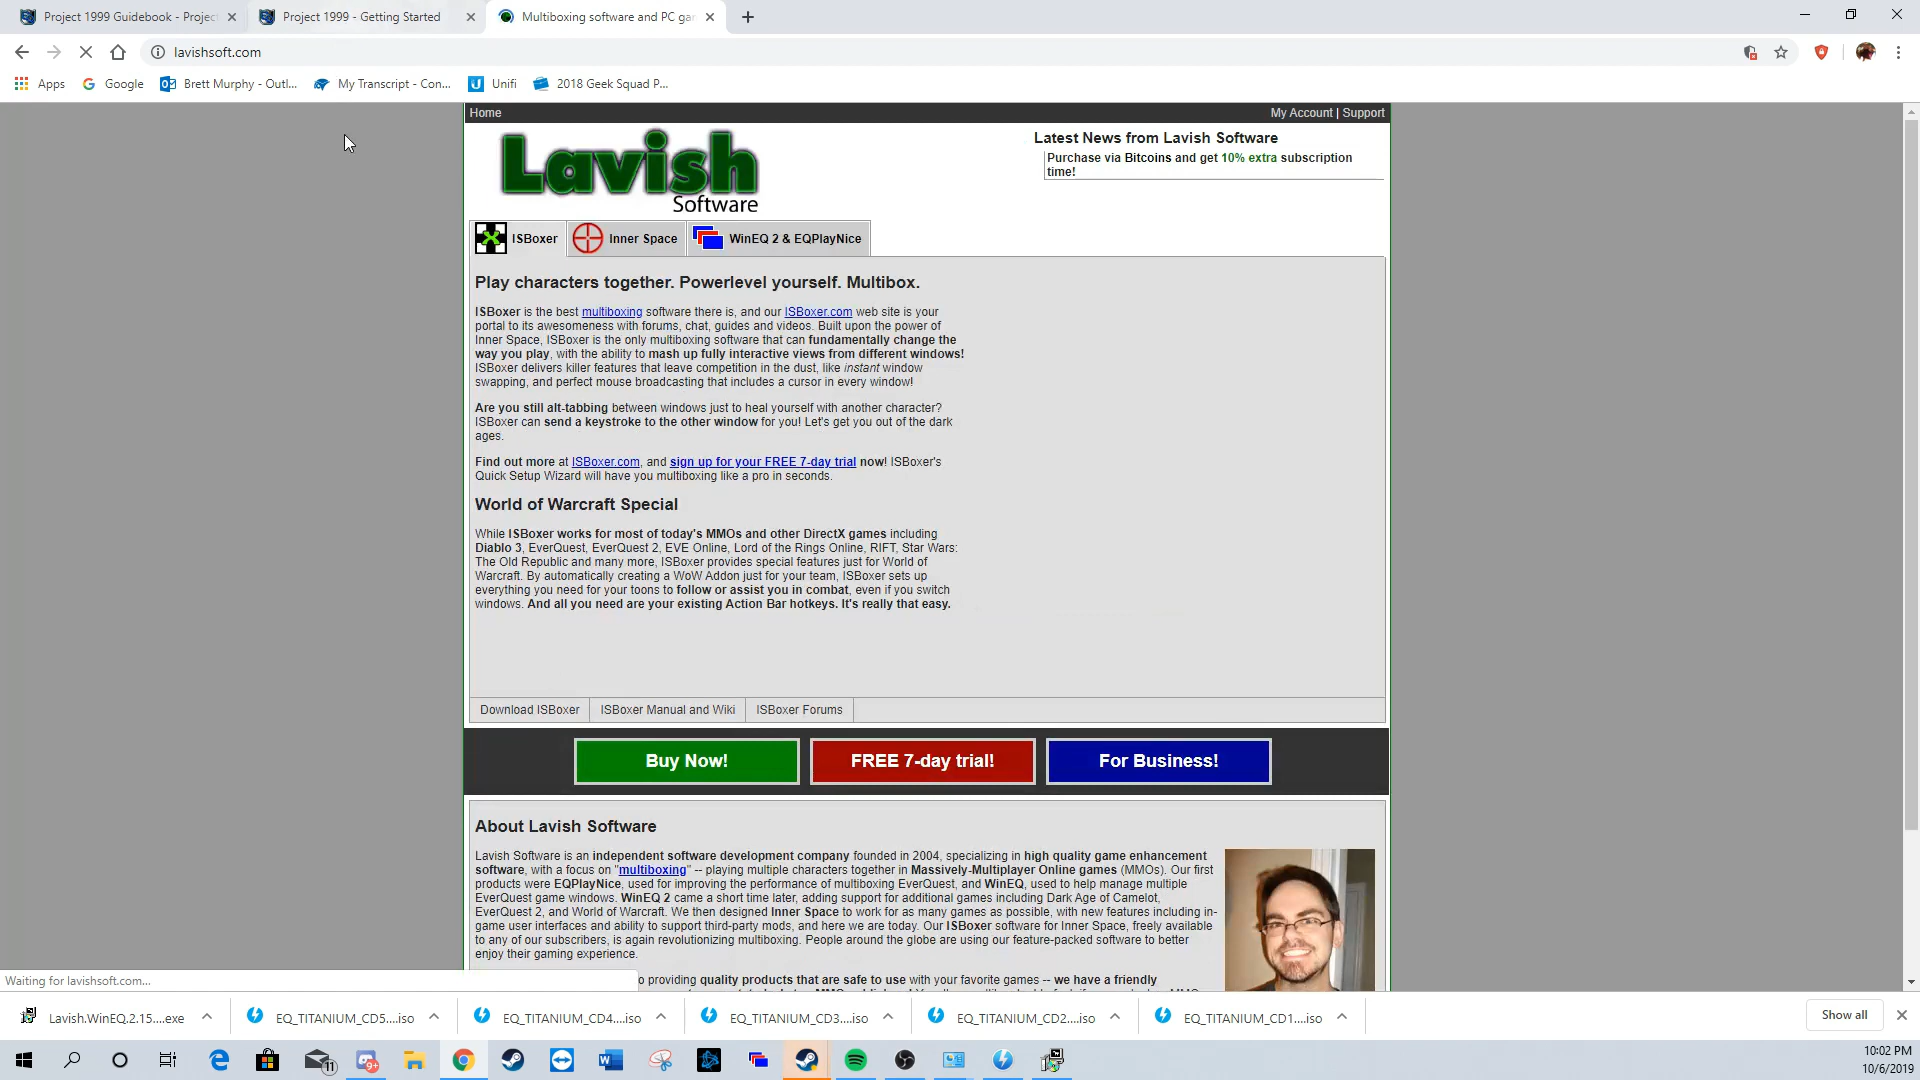 Project 1999 Guidebook - Projec
Project 1999 - Getting Started
Multiboxing software and PC ga
lavishsoft.com
Apps
Google
Brett Murphy - Outl...
My Transcript - Con...
Unifi
2018 Geek Squad P...
Home
My Account | Support
Lavish
Software
Latest News from Lavish Software
Purchase via Bitcoins and get 10% extra subscription
time!
ISBoxer
Inner Space
WinEQ 2 & EQPlayNice
Play characters together. Powerlevel yourself. Multibox.
ISBoxer is the best multiboxing software there is, and our ISBoxer.com web site is your
portal to its awesomeness with forums, chat, guides and videos. Built upon the power of
Inner Space, ISBoxer is the only multiboxing software that can fundamentally change the
way you play, with the ability to mash up fully interactive views from different windows!
ISBoxer delivers killer features that leave competition in the dust, like instant window
swapping, and perfect mouse broadcasting that includes a cursor in every window!
Are you still alt-tabbing between windows just to heal yourself with another character?
ISBoxer can send a keystroke to the other window for you! Let's get you out of the dark
ages.
Find out more at ISBoxer.com, and sign up for your FREE 7-day trial now! ISBoxer's
Quick Setup Wizard will have you multiboxing like a pro in seconds.
World of Warcraft Special
While ISBoxer works for most of today's MMOs and other DirectX games including
Diablo 3, EverQuest, EverQuest 2, EVE Online, Lord of the Rings Online, RIFT, Star Wars:
The Old Republic and many more, ISBoxer provides special features just for World of
Warcraft. By automatically creating a WoW Addon just for your team, ISBoxer sets up
everything you need for your toons to follow or assist you in combat, even if you switch
windows. And all you need are your existing Action Bar hotkeys. It's really that easy.
Download ISBoxer
ISBoxer Manual and Wiki
ISBoxer Forums
Buy Now!
FREE 7-day trial!
For Business!
About Lavish Software
Lavish Software is an independent software development company founded in 2004, specializing in high quality game enhancement
software, with a focus on "multiboxing" -- playing multiple characters together in Massively-Multiplayer Online games (MMOs). Our first
products were EQPlayNice, used for improving the performance of multiboxing EverQuest, and WinEQ, used to help manage multiple
EverQuest game windows. WinEQ 2 came a short time later, adding support for additional games including Dark Age of Camelot,
EverQuest 2, and World of Warcraft. We then designed Inner Space to work for as many games as possible, with new features including in-
game user interfaces and ability to support third-party mods, and here we are today. Our ISBoxer software for Inner Space, freely available
to any of our subscribers, is again revolutionizing multiboxing. People around the globe are using our feature-packed software to better
enjoy their gaming experience.
Waiting for lavishsoft.com...
o providing quality products that are safe to use with your favorite games -- we have a friendly
Lavish.WinEQ.2.15....exe
EQ_TITANIUM_CD5....iso
EQ_TITANIUM_CD4....iso
EQ_TITANIUM_CD3....iso
EQ_TITANIUM_CD2....iso
EQ_TITANIUM_CD1....iso
Show all
11
9+
10:02 PM
10/6/2019